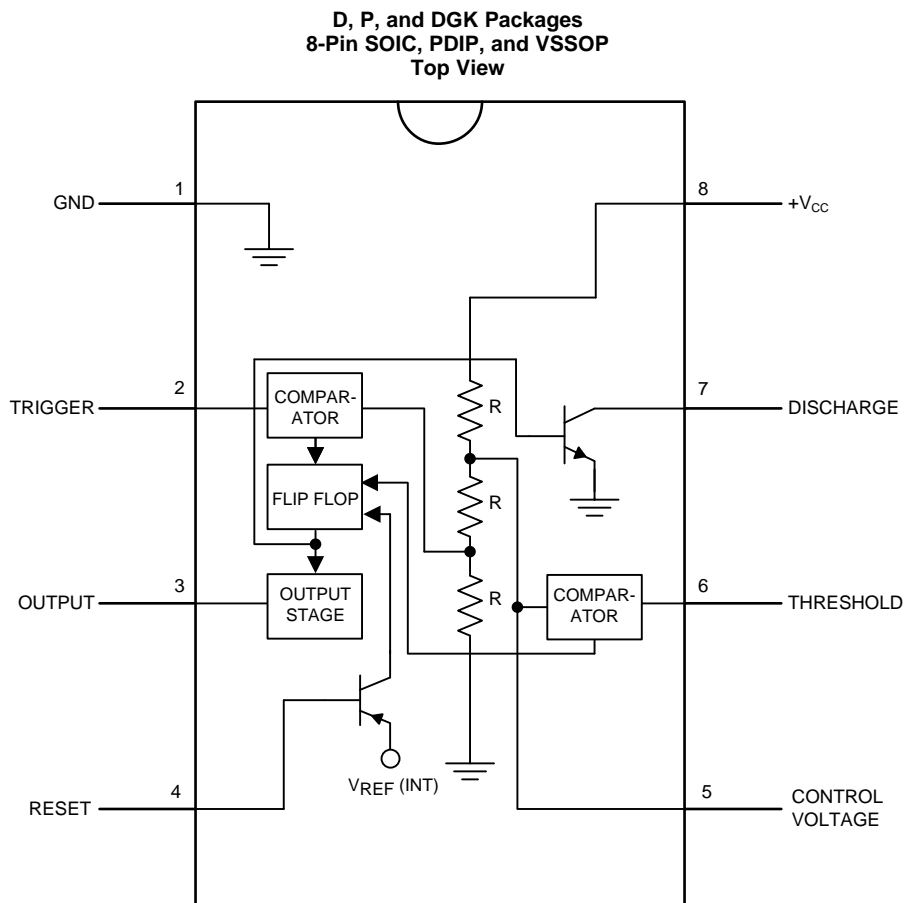 D, P, and DGK Packages
8-Pin SOIC, PDIP, and VSSOP
Top View
1
GND
8
+VCC
2
TRIGGER
COMPAR-
ATOR
R
7
DISCHARGE
FLIP FLOP
R
3
OUTPUT
OUTPUT
STAGE
R
COMPAR-
ATOR
6
THRESHOLD
VREF (INT)
4
RESET
5
CONTROL
VOLTAGE